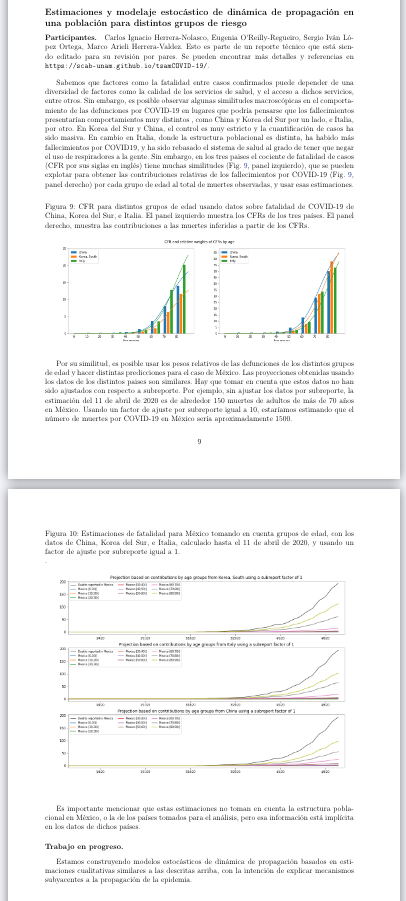 Estimaciones y modelaje estocástico de dinámica de propagación en
una población para distintos grupos de riesgo
Participantes. Carlos Ignacio Herrera-Nolasco, Eugenia O'Reilly-Regueiro, Sergio Iván Ló-
pez Ortega, Marco Arieli Herrera-Valdez. Esto es parte de un reporte técnico que está sien-
do editado para su revisión por pares. Se pueden encontrar más detalles y referencias en
Sabemos que factores como la fatalidad entre casos confirmados puede depender de una
diversidad de factores como la calidad de los servicios de salud, y el acceso a dichos servicios,
entre otros. Sin embargo, es posible observar algunas similitudes macroscópicas en el comporta-
miento de las defunciones por COVID-19 en lugares que podría pensarse que los fallecimientos
presentarían comportamientos muy distintos , como China y Korea del Sur por un lado, e Italia,
por otro. En Korea del Sur y China, el control es muy estricto y la cuantificación de casos ha
sido masiva. En cambio en Italia, donde la estructura poblacional es distinta, ha habido más
fallecimientos por COVID19, y ha sido rebasado el sistema de salud al grado de tener que negar
el uso de respiradores a la gente. Sin embargo, en los tres países el cociente de fatalidad de casos
(CFR por sus siglas en inglés) tiene muchas similitudes (Fig. 9, panel izquierdo), que se pueden
explotar para obtener las contribuciones relativas de los fallecimientos por COVID-19 (Fig. 9,
panel derecho) por cada grupo de edad al total de muertes observadas, y usar esas estimaciones.
Figura 9: CFR para distintos grupos de edad usando datos sobre fatalidad de COVID-19 de
China, Korea del Sur, e Italia. El panel izquierdo muestra los CFRs de los tres países. El panel
derecho, muestra las contribuciones a las muertes inferidas a partir de los CFRs.
CFR and relative weights of CFRs by age
China
Korea, South
Italy
China
Korea, South
Italy
Por su similitud, es posible usar los pesos relativos de las defunciones de los distintos grupos
de edad y hacer distintas predicciones para el caso de México. Las proyecciones obtenidas usando
los datos de los distintos países son similares. Hay que tomar en cuenta que estos datos no han
sido ajustados con respecto a subreporte. Por ejemplo, sin ajustar los datos por subreporte, la
estimación del 11 de abril de 2020 es de alrededor 150 muertes de adultos de más de 70 años
en México. Usando un factor de ajuste por subreporte igual a 10, estaríamos estimando que el
número de muertes por COVID-19 en México sería aproximadamente 1500.
9
Figura 10: Estimaciones de fatalidad para México tomando en cuenta grupos de edad, con los
datos de China, Korea del Sur, e Italia, calculado hasta el 11 de abril de 2020, y usando un
factor de ajuste por subreporte igual a 1.
Projection based on contributions by age groups from Korea, South using a subreport factor of 1
200
150
100
50
0
Projection based on contributions by age groups from Italy using a subreport factor of 1
200
150
100
50
0
Projection based on contributions by age groups from China using a subreport factor of 1
200
150
100
50
0
Es importante mencionar que estas estimaciones no toman en cuenta la estructura pobla-
cional en México, o la de los países tomados para el análisis, pero esa información está implícita
en los datos de dichos países.
Trabajo en progreso.
Estamos construyendo modelos estocásticos de dinámica de propagación basados en esti-
maciones cualitativas similares a las descritas arriba, con la intención de explicar mecanismos
subyacentes a la propagación de la epidemia.